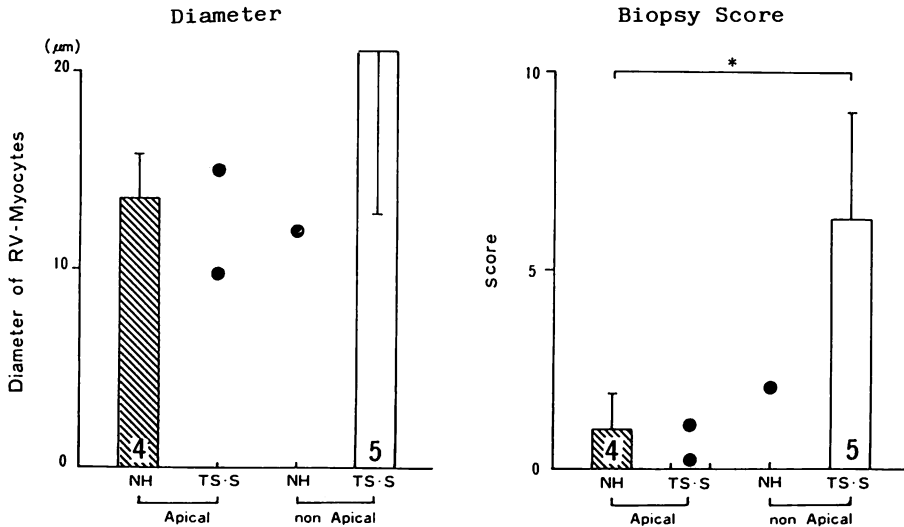 Diameter
(μm)
20
10
0
Diameter of RV-Myocytes
4
5
NH TS·S NH TS·S
Apical non Apical
Biopsy Score
10
5
0
score
*
4
5
NH TS·S NH TS·S
Apical non Apical